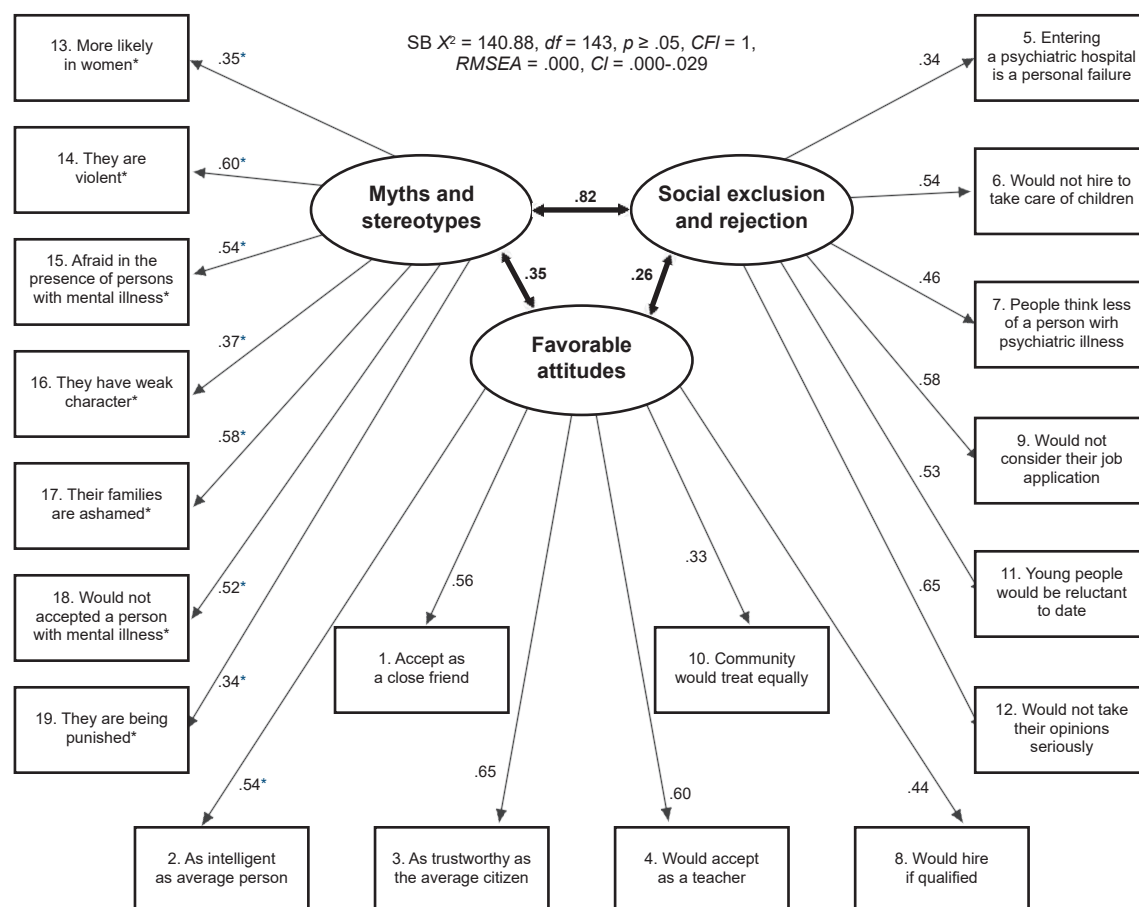 SB X² = 140.88, df = 143, p ≥ .05, CFI = 1,
RMSEA = .000, CI = .000-.029
13. More likely
in women*
.35*
14. They are
violent*
.60*
15. Afraid in the
presence of persons
with mental illness*
.54*
16. They have weak
character*
.37*
17. Their families
are ashamed*
.58*
18. Would not
accepted a person
with mental illness*
.52*
19. They are being
punished*
.34*
Myths and
stereotypes
.82
Social exclusion
and rejection
.35
.26
Favorable
attitudes
.34
5. Entering
a psychiatric hospital
is a personal failure
.54
6. Would not hire to
take care of children
.46
7. People think less
of a person wirh
psychiatric illness
.58
9. Would not
consider their job
application
.53
11. Young people
would be reluctant
to date
.65
12. Would not take
their opinions
seriously
.56
1. Accept as
a close friend
.33
10. Community
would treat equally
.54*
2. As intelligent
as average person
.65
3. As trustworthy as
the average citizen
.60
4. Would accept
as a teacher
.44
8. Would hire
if qualified